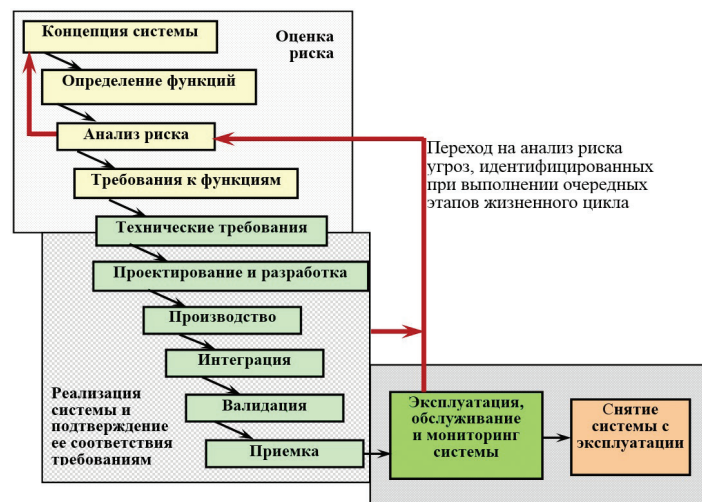 Концепция системы
Оценка
риска
Определение функций
Анализ риска
Переход на анализ риска
угроз, идентифицированных
при выполнении очередных
этапов жизненного цикла
Требования к функциям
Технические требования
Проектирование и разработка
Производство
Интеграция
Реализация
системы и
подтверждение
ее соответствия
требованиям
Валидация
Приемка
Эксплуатация,
обслуживание
и мониторинг
системы
Снятие
системы с
эксплуатации